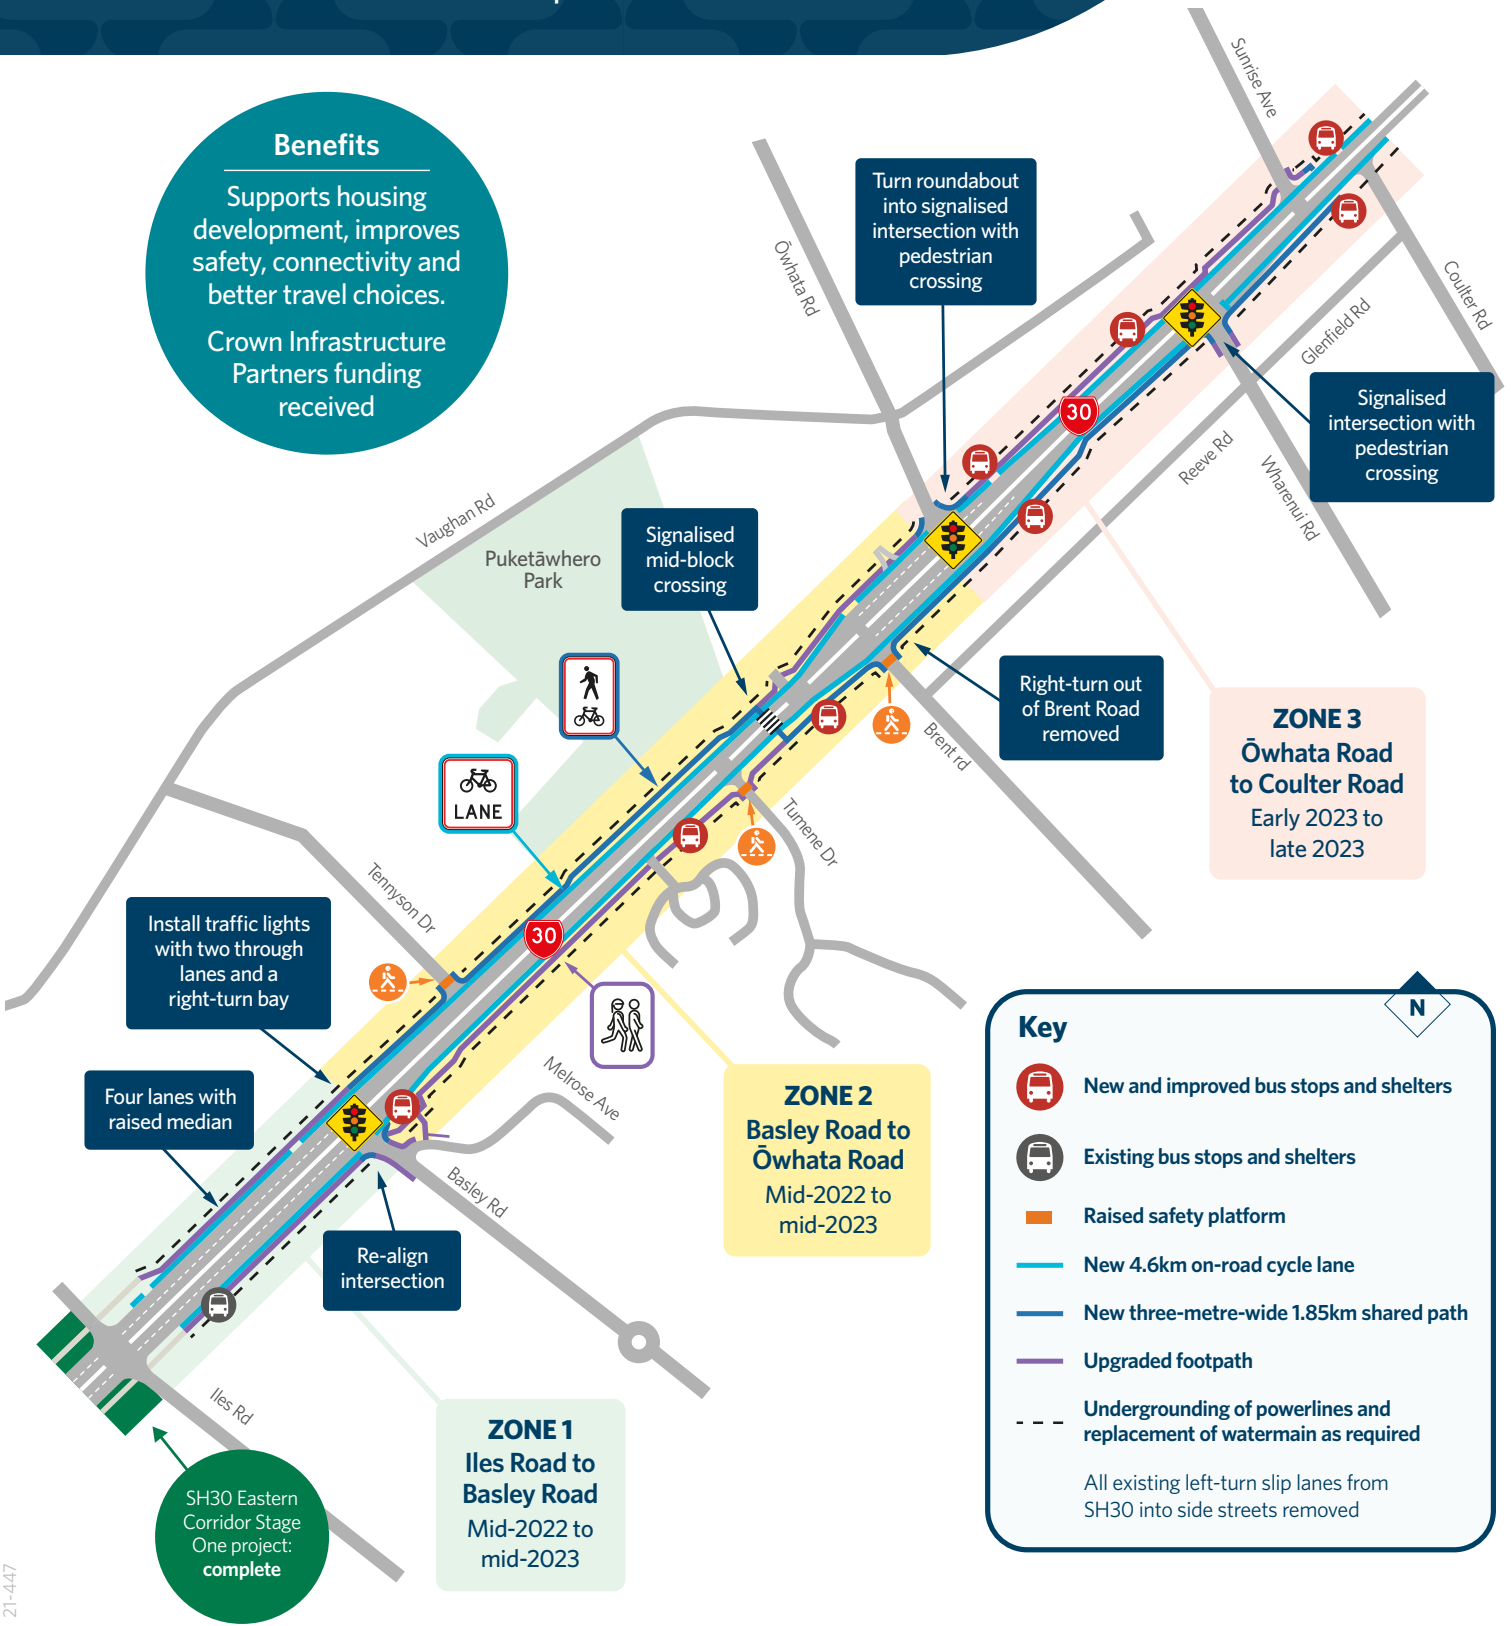 Benefits
Supports housing
development, improves
safety, connectivity and
better travel choices.
Crown Infrastructure
Partners funding
received
Sunrise Ave
Ōwhata Rd
Turn roundabout
into signalised
intersection with
pedestrian
crossing
Coulter Rd
Glenfield Rd
30
Signalised
intersection with
pedestrian
crossing
Reeve Rd
Wharenui Rd
Vaughan Rd
Puketāwhero
Park
Signalised
mid-block
crossing
Right-turn out
of Brent Road
removed
Brent rd
ZONE 3
Ōwhata Road
to Coulter Road
Early 2023 to
late 2023
LANE
Tumene Dr
Tennyson Dr
Install traffic lights
with two through
lanes and a
right-turn bay
30
Four lanes with
raised median
Melrose Ave
ZONE 2
Basley Road to
Ōwhata Road
Mid-2022 to
mid-2023
Basley Rd
Re-align
intersection
Iles Rd
ZONE 1
Iles Road to
Basley Road
Mid-2022 to
mid-2023
SH30 Eastern
Corridor Stage
One project:
complete
N
Key
New and improved bus stops and shelters
Existing bus stops and shelters
Raised safety platform
New 4.6km on-road cycle lane
New three-metre-wide 1.85km shared path
Upgraded footpath
Undergrounding of powerlines and
replacement of watermain as required
All existing left-turn slip lanes from
SH30 into side streets removed
21-447